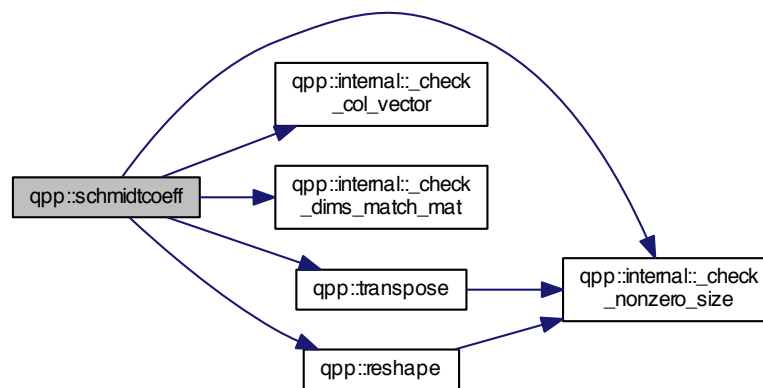 qpp::schmidtcoeff
qpp::internal::_check
_col_vector
qpp::internal::_check
_dims_match_mat
qpp::transpose
qpp::reshape
qpp::internal::_check
_nonzero_size